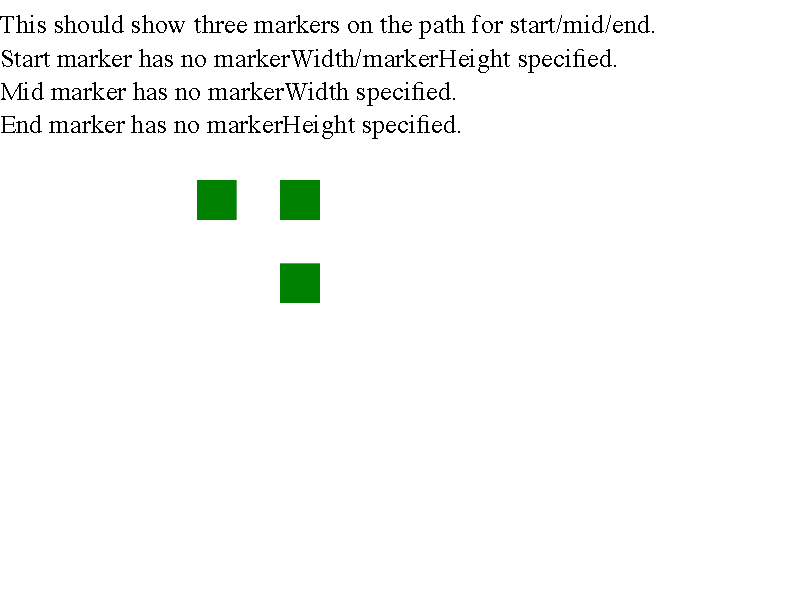 This should show three markers on the path for start/mid/end.
Start marker has no markerWidth/markerHeight specified.
Mid marker has no markerWidth specified.
End marker has no markerHeight specified.